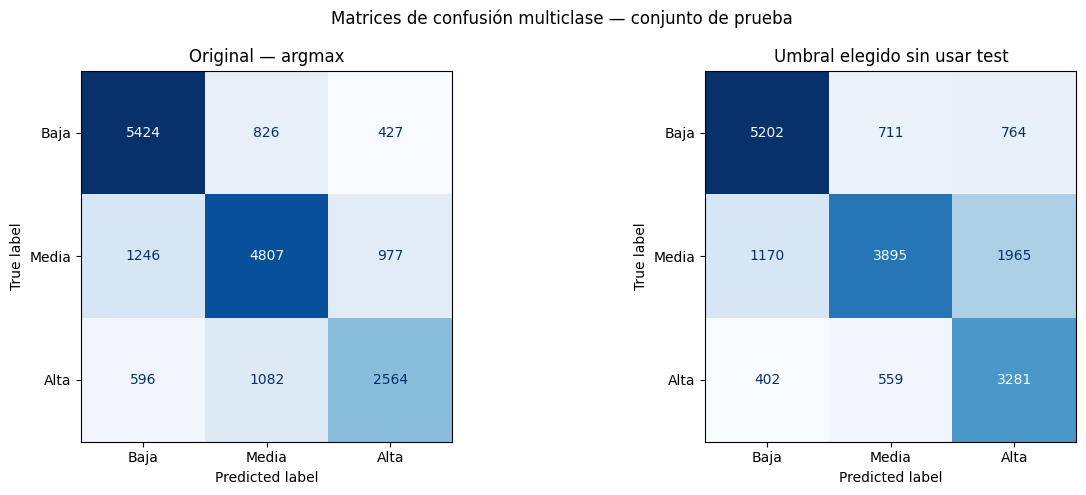 Matrices de confusión multiclase — conjunto de prueba
Original — argmax
Baja 5424 826 427
Media 1246 4807 977
Alta 596 1082 2564
Baja Media Alta
Predicted label
True label
Umbral elegido sin usar test
Baja 5202 711 764
Media 1170 3895 1965
Alta 402 559 3281
Baja Media Alta
Predicted label
True label